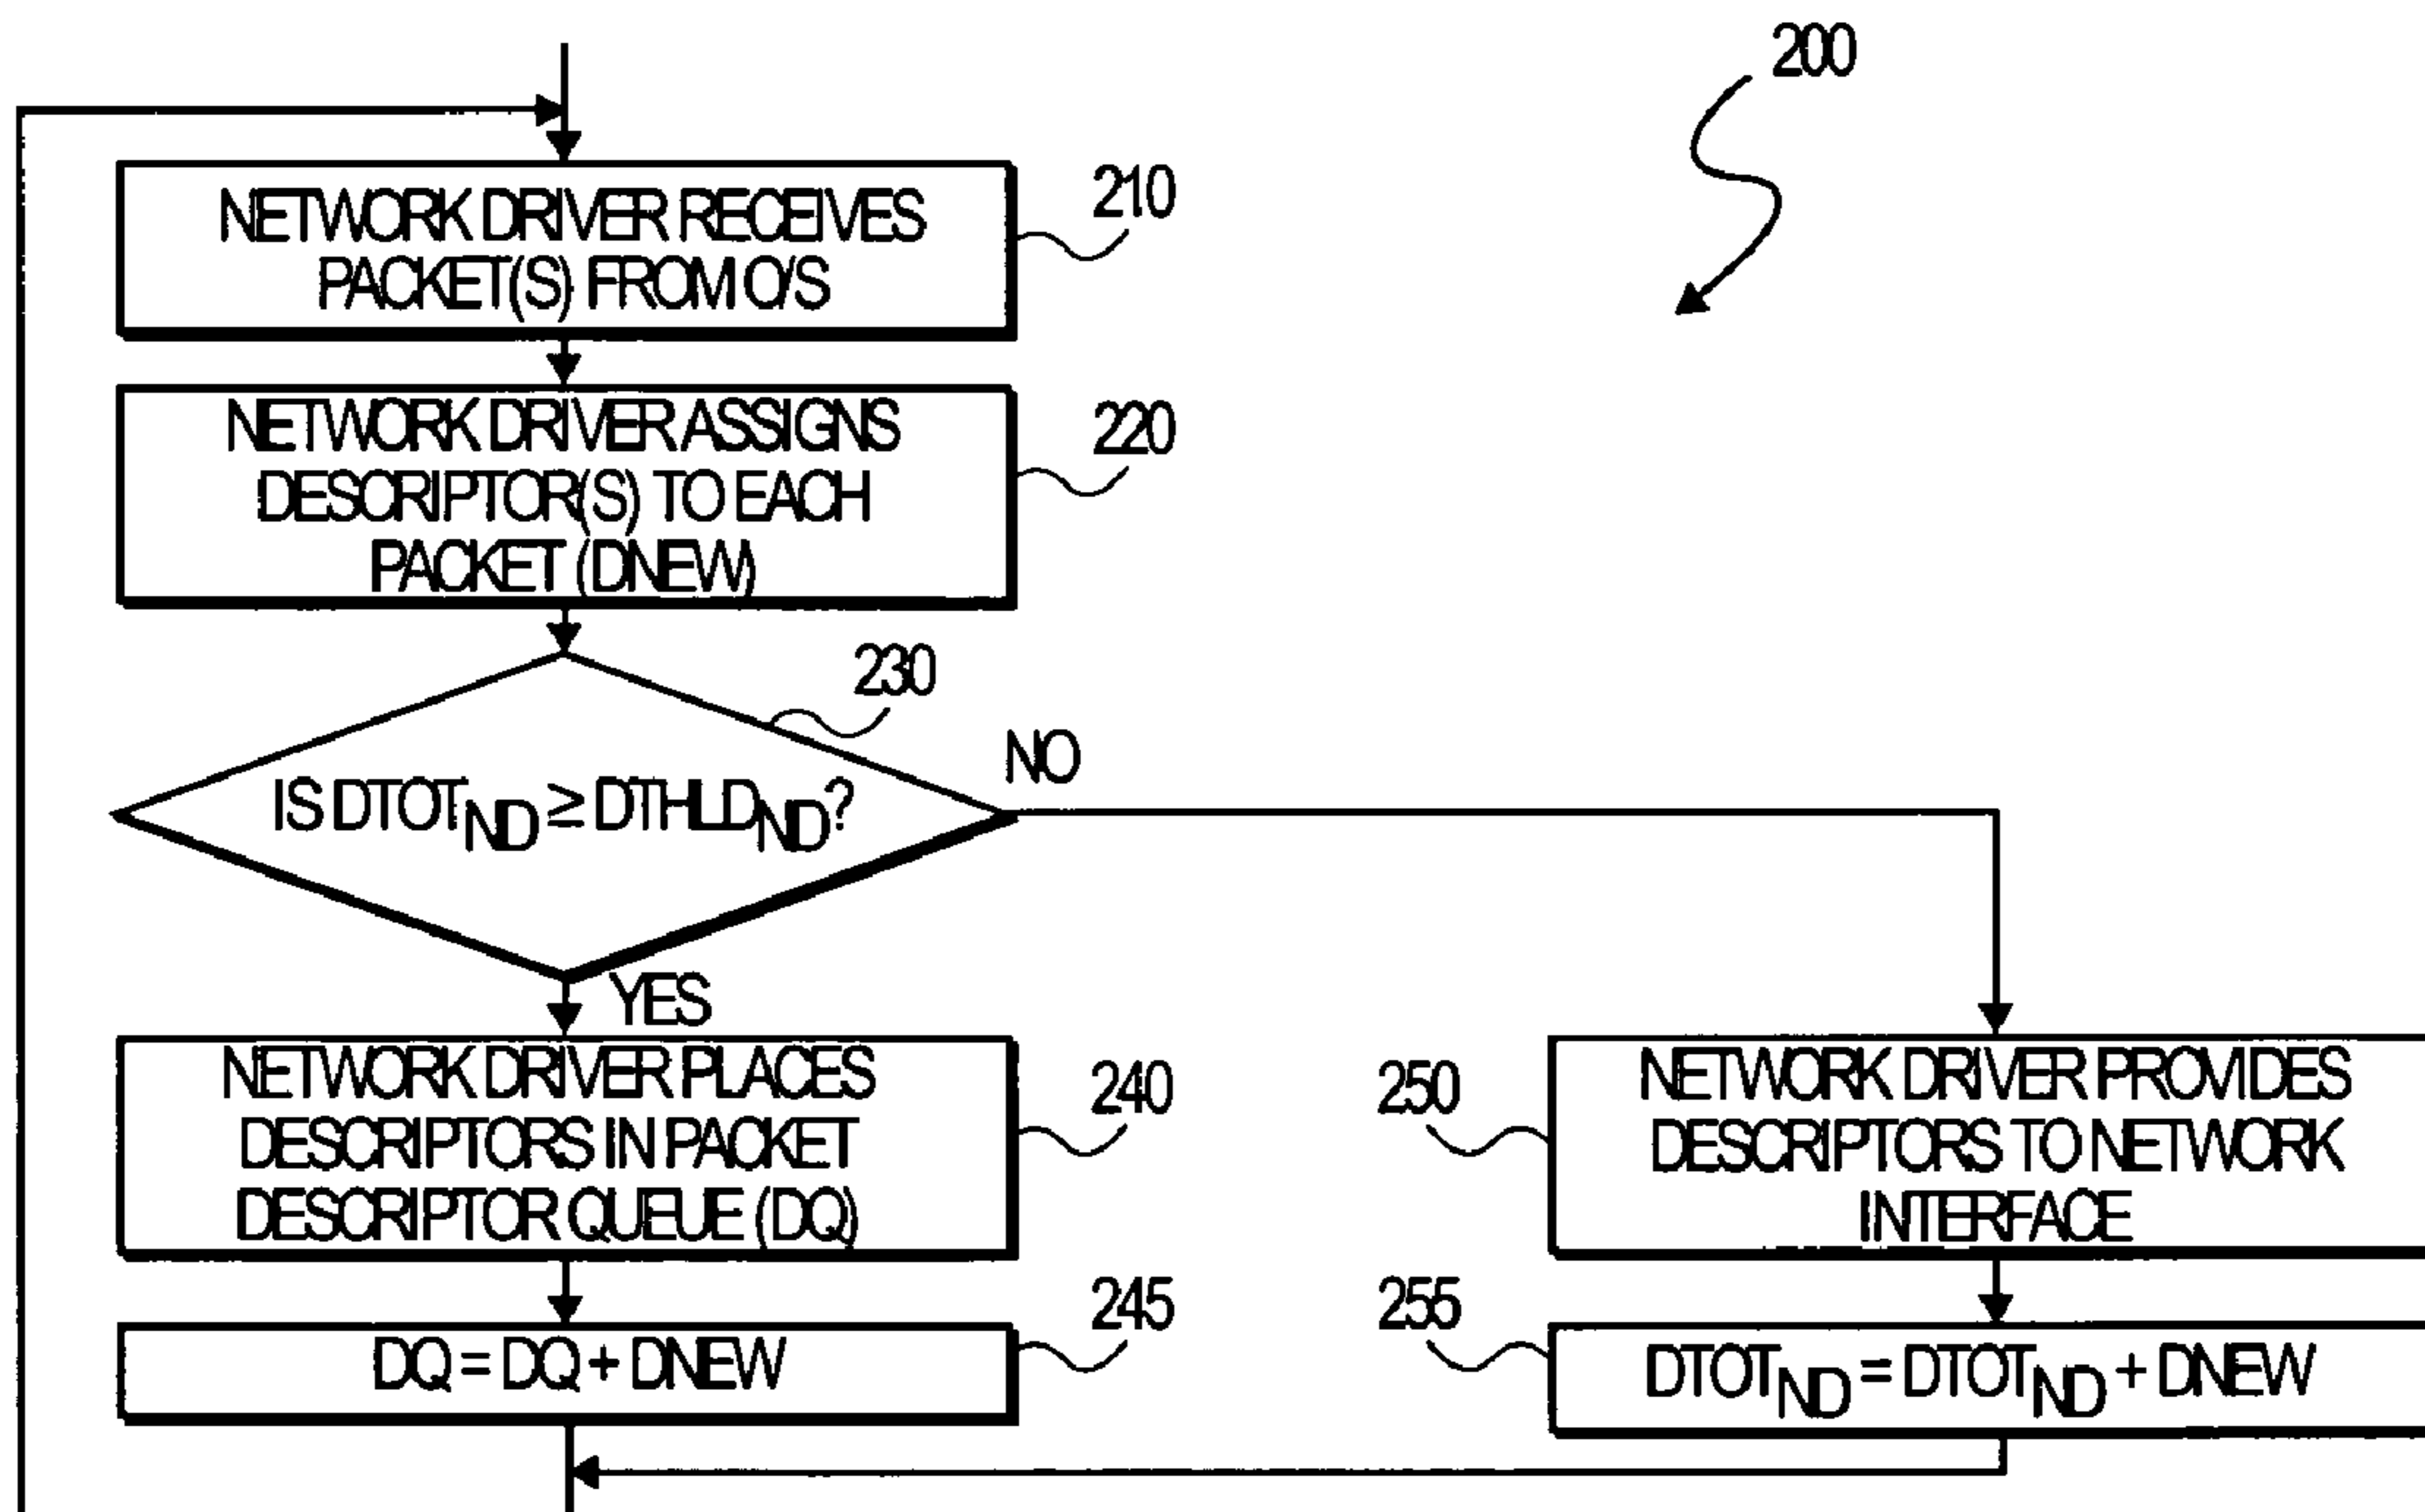 200
NETWORK DRIVER RECEIVES
PACKET(S) FROM O/S
210
NETWORK DRIVER ASSIGNS
DESCRIPTOR(S) TO EACH
PACKET (DNEW)
220
230
IS DTOT_ND ≥ DTHLD_ND?
NO
YES
NETWORK DRIVER PLACES
DESCRIPTORS IN PACKET
DESCRIPTOR QUEUE (DQ)
240
250
NETWORK DRIVER PROVIDES
DESCRIPTORS TO NETWORK
INTERFACE
DQ = DQ + DNEW
245
255
DTOT_ND = DTOT_ND + DNEW